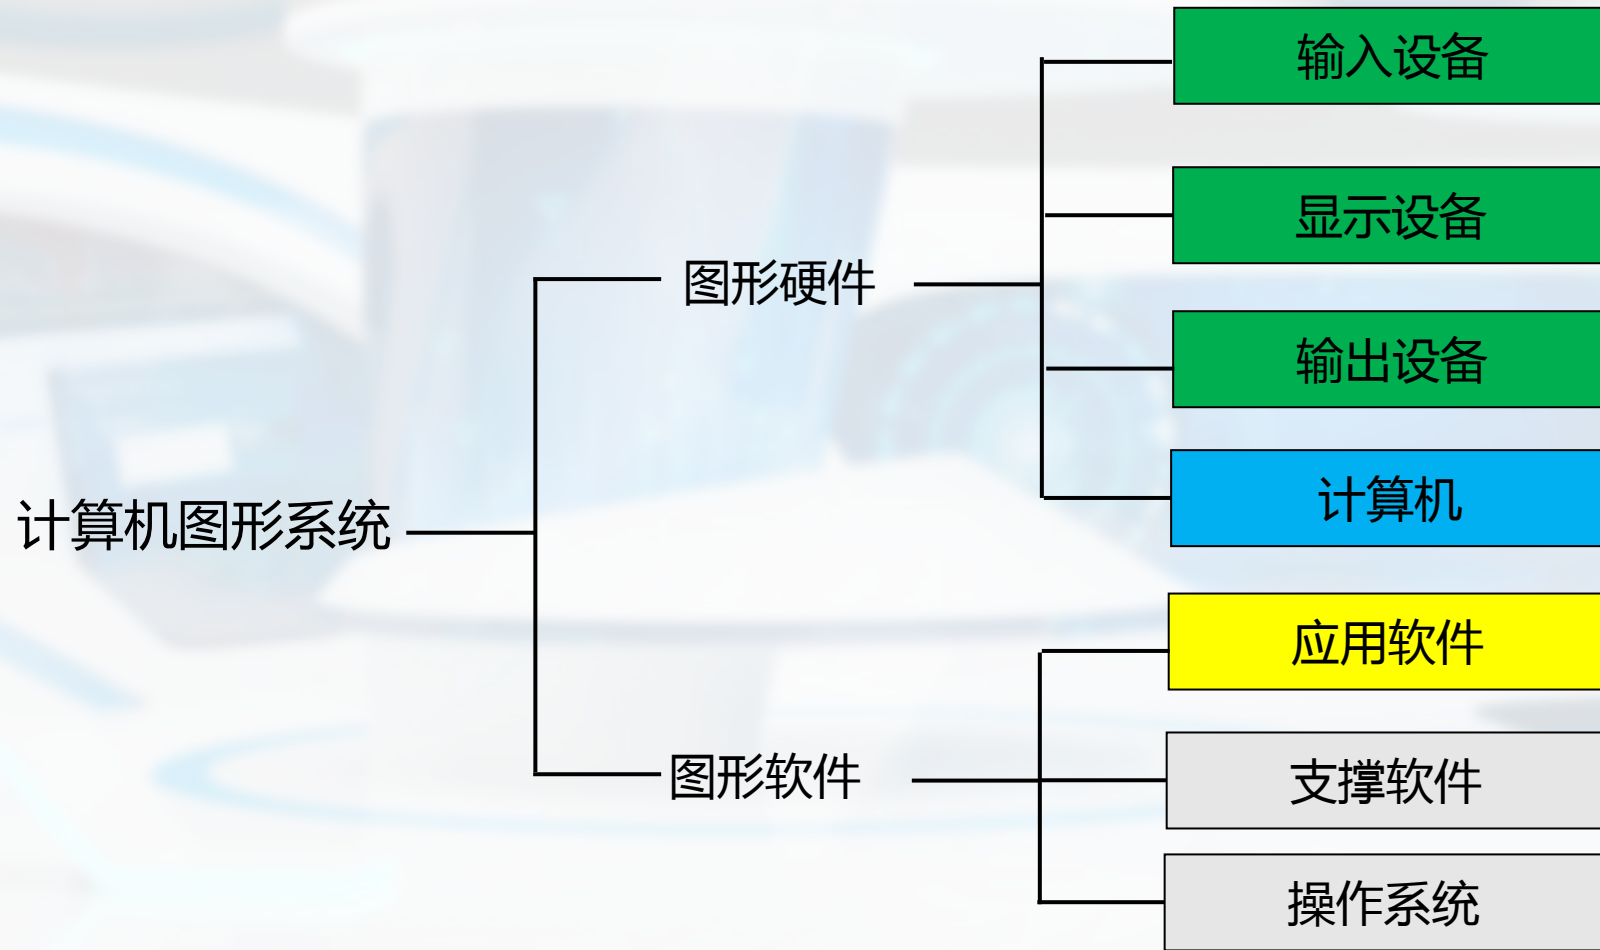 输入设备
显示设备
图形硬件
输出设备
计算机
计算机图形系统
应用软件
图形软件
支撑软件
操作系统